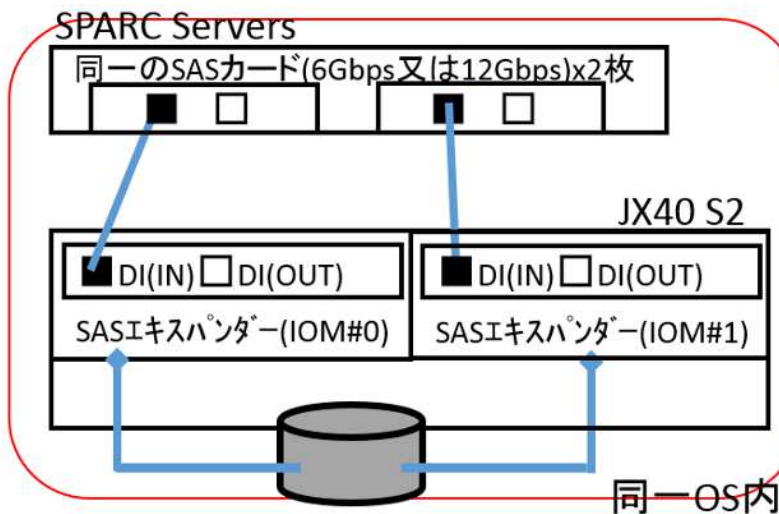 SPARC Servers
同一のSASカード(6Gbps又は12Gbps)x2枚
JX40 S2
DI(IN) DI(OUT)
DI(IN) DI(OUT)
SASエキスパンダー(IOM#0)
SASエキスパンダー(IOM#1)
同一OS内